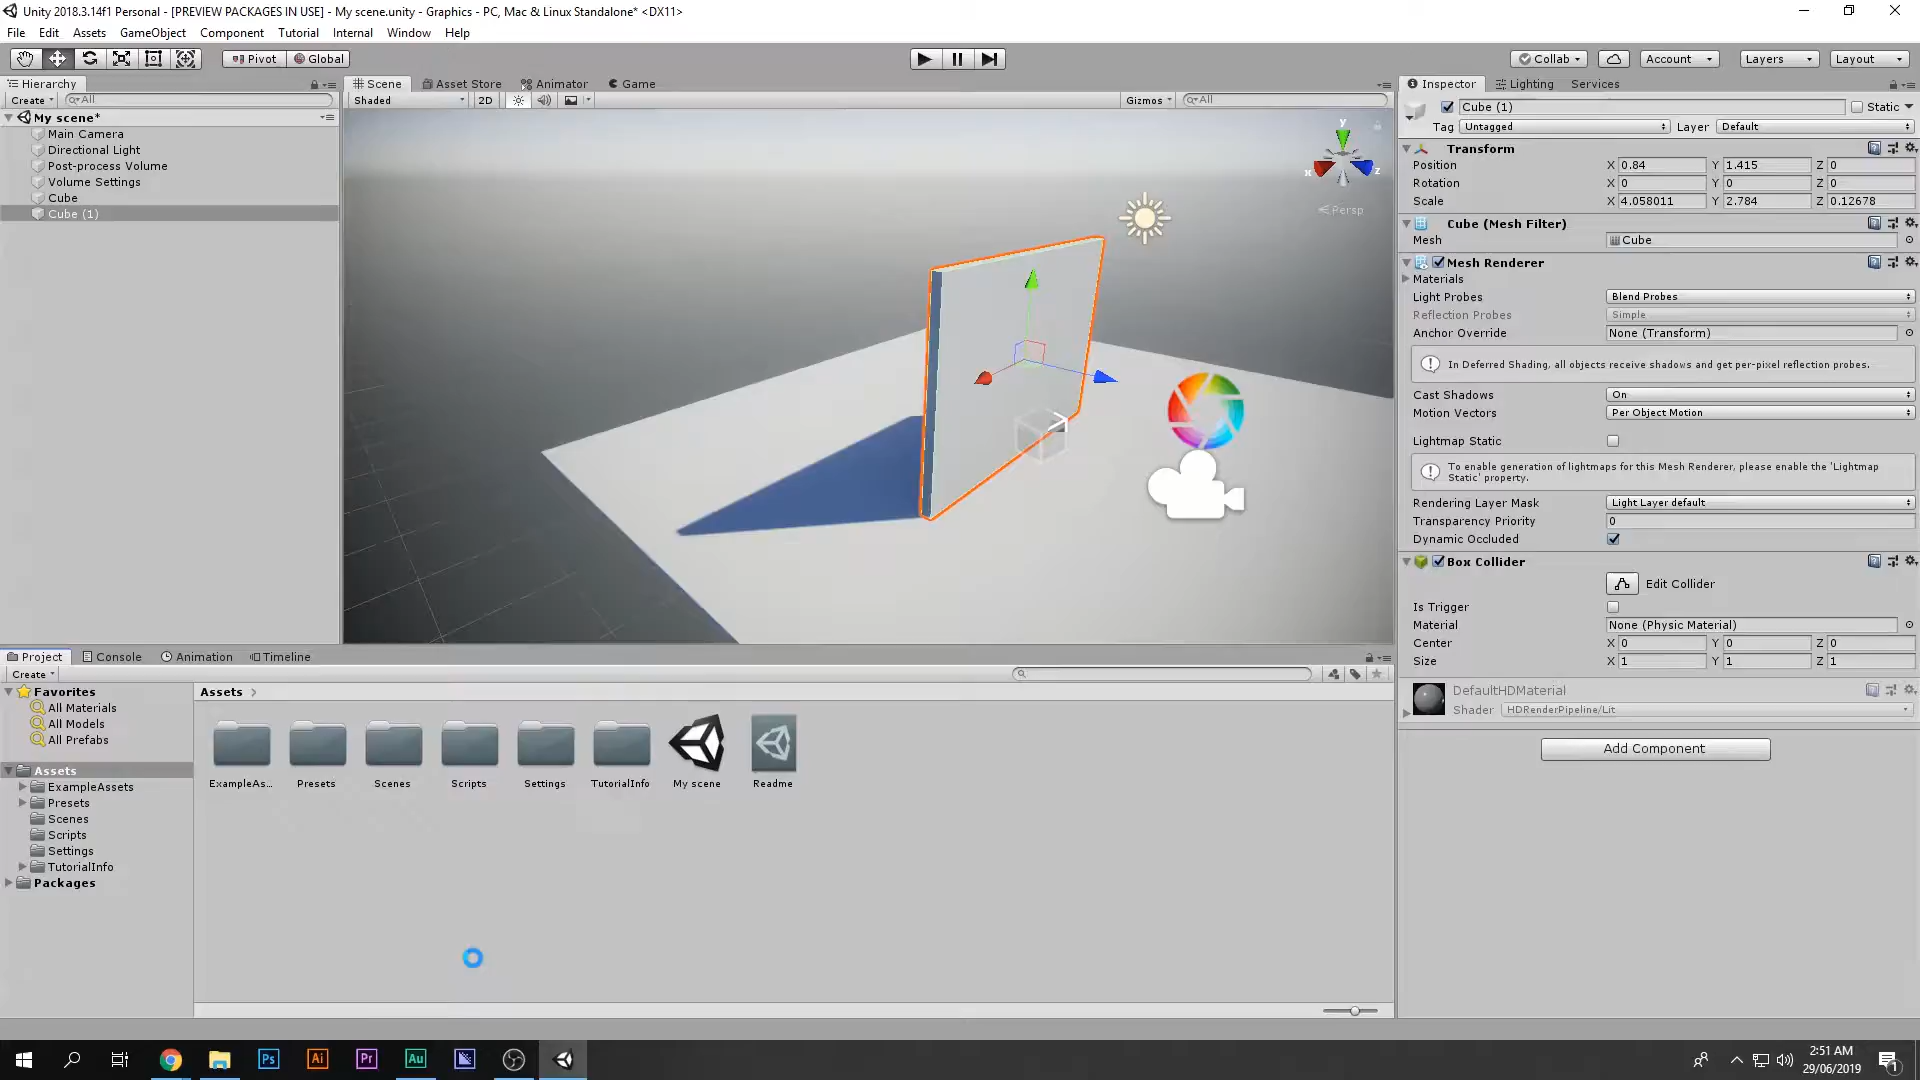 Unity 2018.3.14f1 Personal - [PREVIEW PACKAGES IN USE] - My scene.unity - Graphics - PC, Mac & Linux Standalone* <DX11>
File Edit Assets GameObject Component Tutorial Internal Window Help
Pivot Global Collab Account Layers Layout
Hierarchy
Create All
My scene*
Main Camera
Directional Light
Post-process Volume
Volume Settings
Cube
Cube (1)
Scene Asset Store Animator Game
Shaded 2D Gizmos All
y
x z
Persp
Inspector Lighting Services
Cube (1) Static
Tag Untagged Layer Default
Transform
Position X 0.84 Y 1.415 Z 0
Rotation X 0 Y 0 Z 0
Scale X 4.058011 Y 2.784 Z 0.12678
Cube (Mesh Filter)
Mesh Cube
Mesh Renderer
Materials
Light Probes Blend Probes
Reflection Probes Simple
Anchor Override None (Transform)
In Deferred Shading, all objects receive shadows and get per-pixel reflection probes.
Cast Shadows On
Motion Vectors Per Object Motion
Lightmap Static
To enable generation of lightmaps for this Mesh Renderer, please enable the 'Lightmap
Static' property.
Rendering Layer Mask Light Layer default
Transparency Priority 0
Dynamic Occluded
Box Collider
Edit Collider
Is Trigger
Material None (Physic Material)
Center X 0 Y 0 Z 0
Size X 1 Y 1 Z 1
DefaultHDMaterial
Shader HDRenderPipeline/Lit
Add Component
Project Console Animation Timeline
Create
Favorites
All Materials
All Models
All Prefabs
Assets
ExampleAssets
Presets
Scenes
Scripts
Settings
TutorialInfo
Packages
Assets
ExampleAs... Presets Scenes Scripts Settings TutorialInfo My scene Readme
Ps Ai Pr Au
2:51 AM
29/06/2019
1